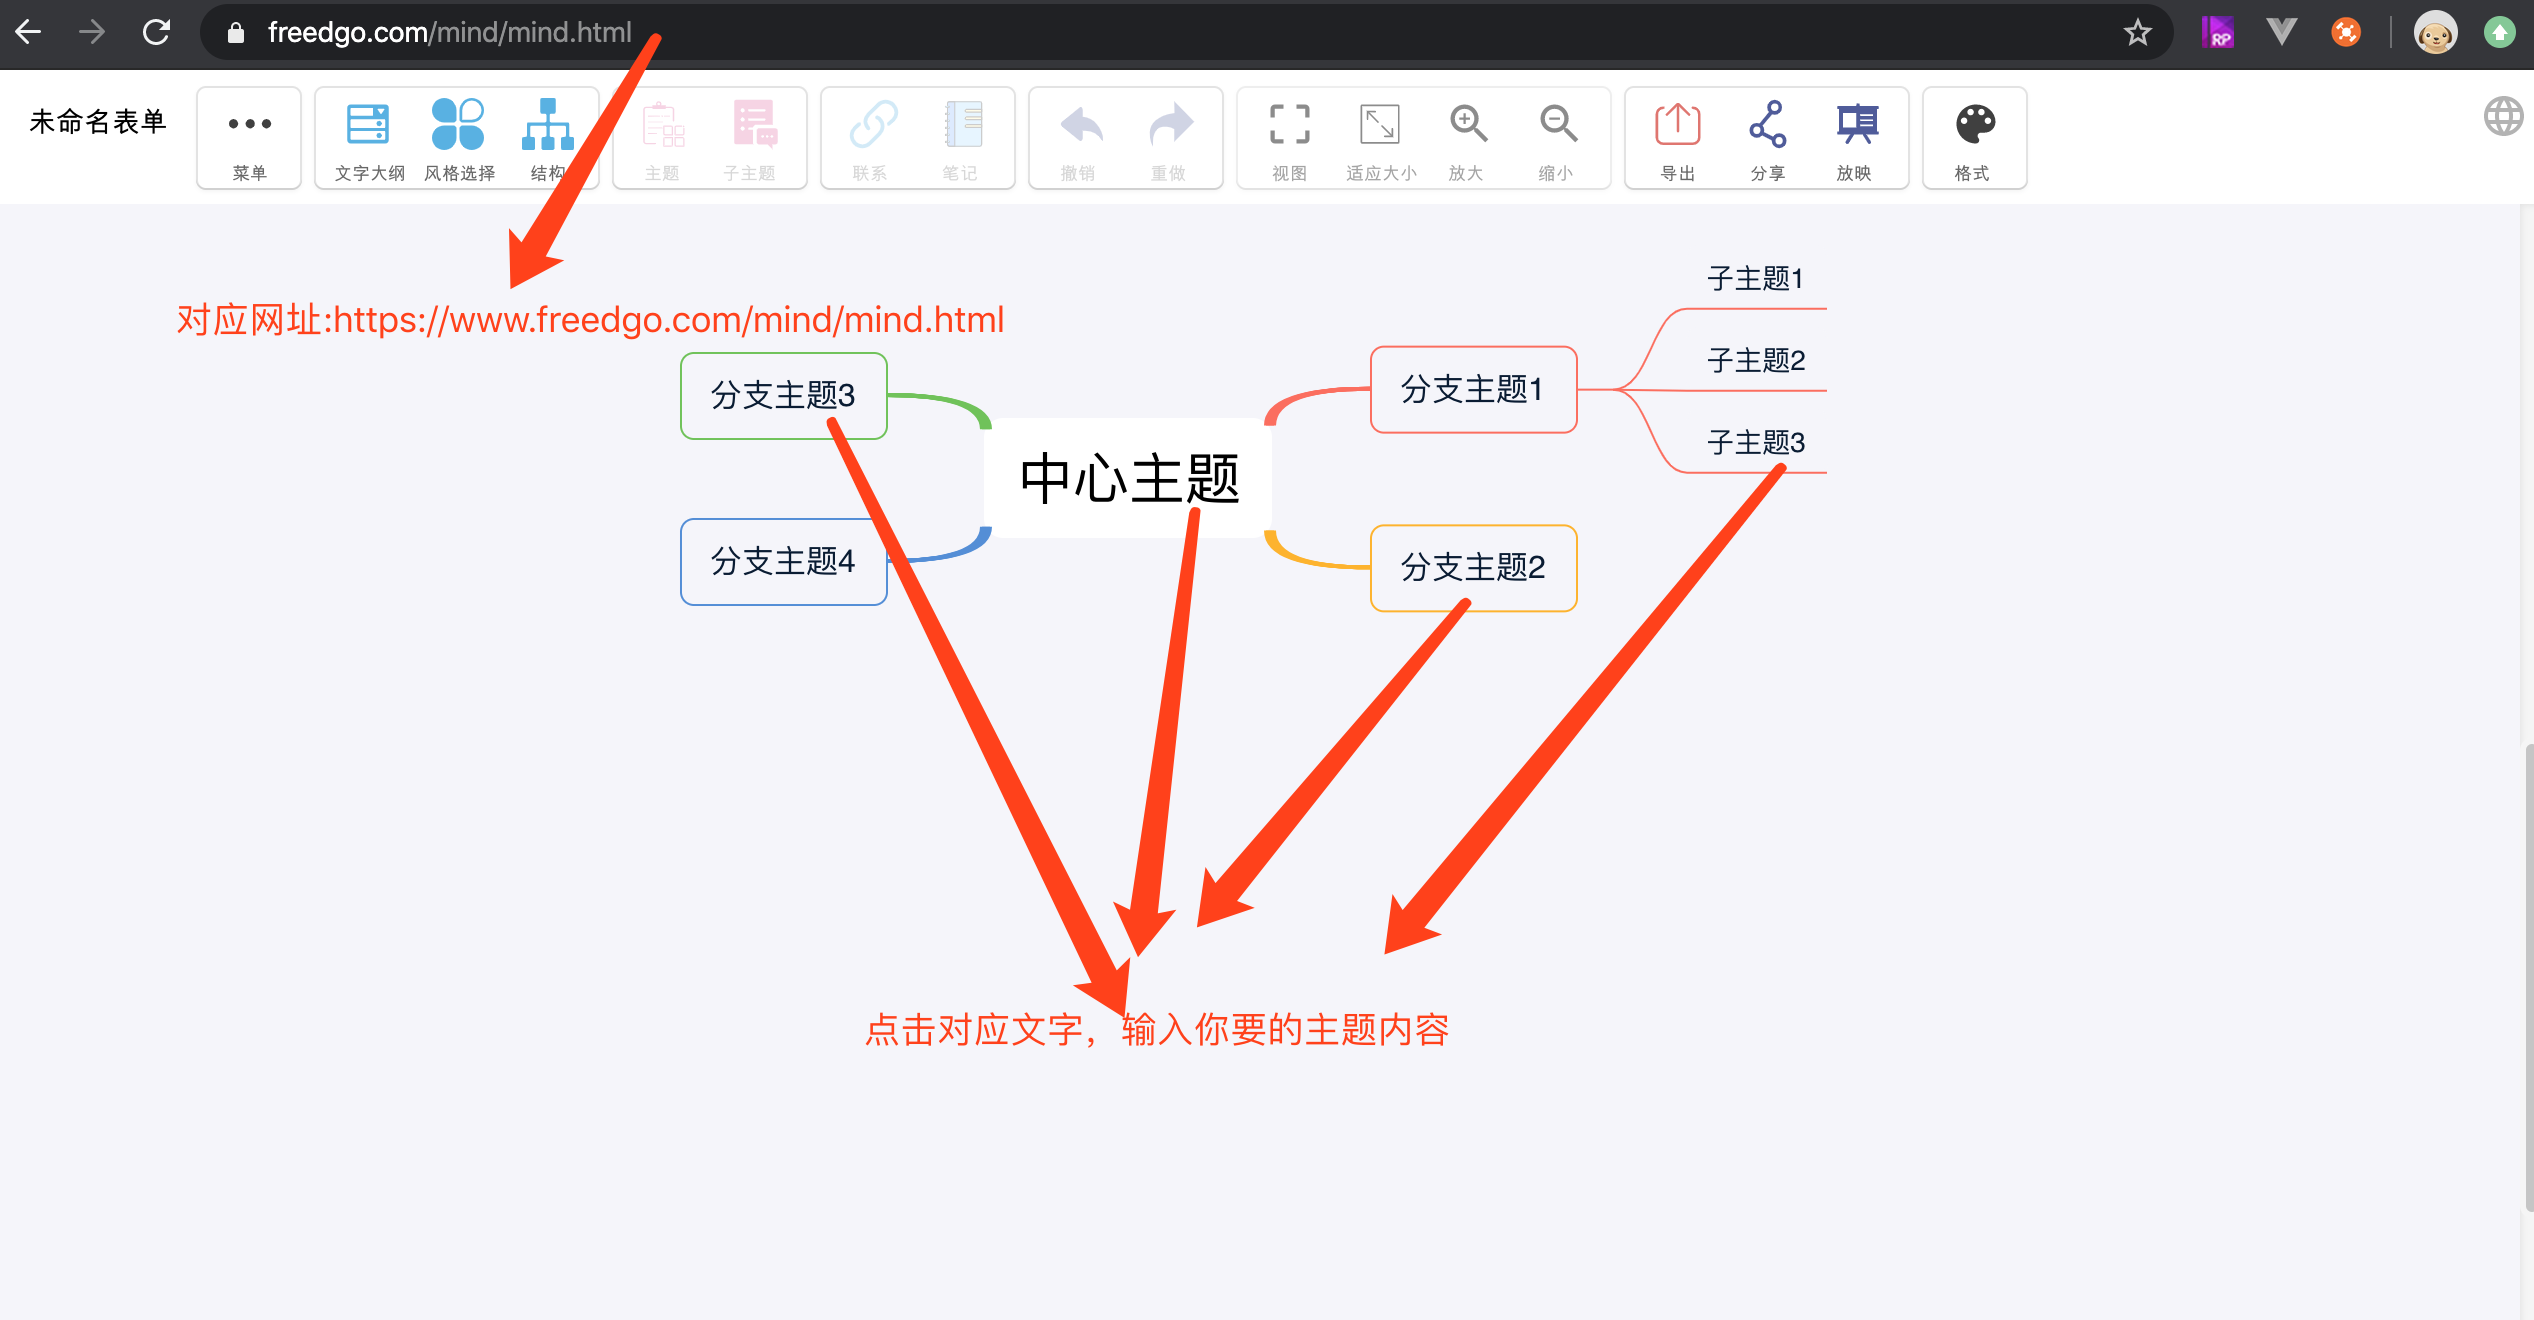 freedgo.com/mind/mind.html
未命名表单
菜单
文字大纲
风格选择
结构
主题
子主题
联系
笔记
撤销
重做
视图
适应大小
放大
缩小
导出
分享
放映
格式
RP
对应网址:https://www.freedgo.com/mind/mind.html
子主题1
子主题2
子主题3
分支主题3
分支主题1
中心主题
分支主题4
分支主题2
点击对应文字，输入你要的主题内容